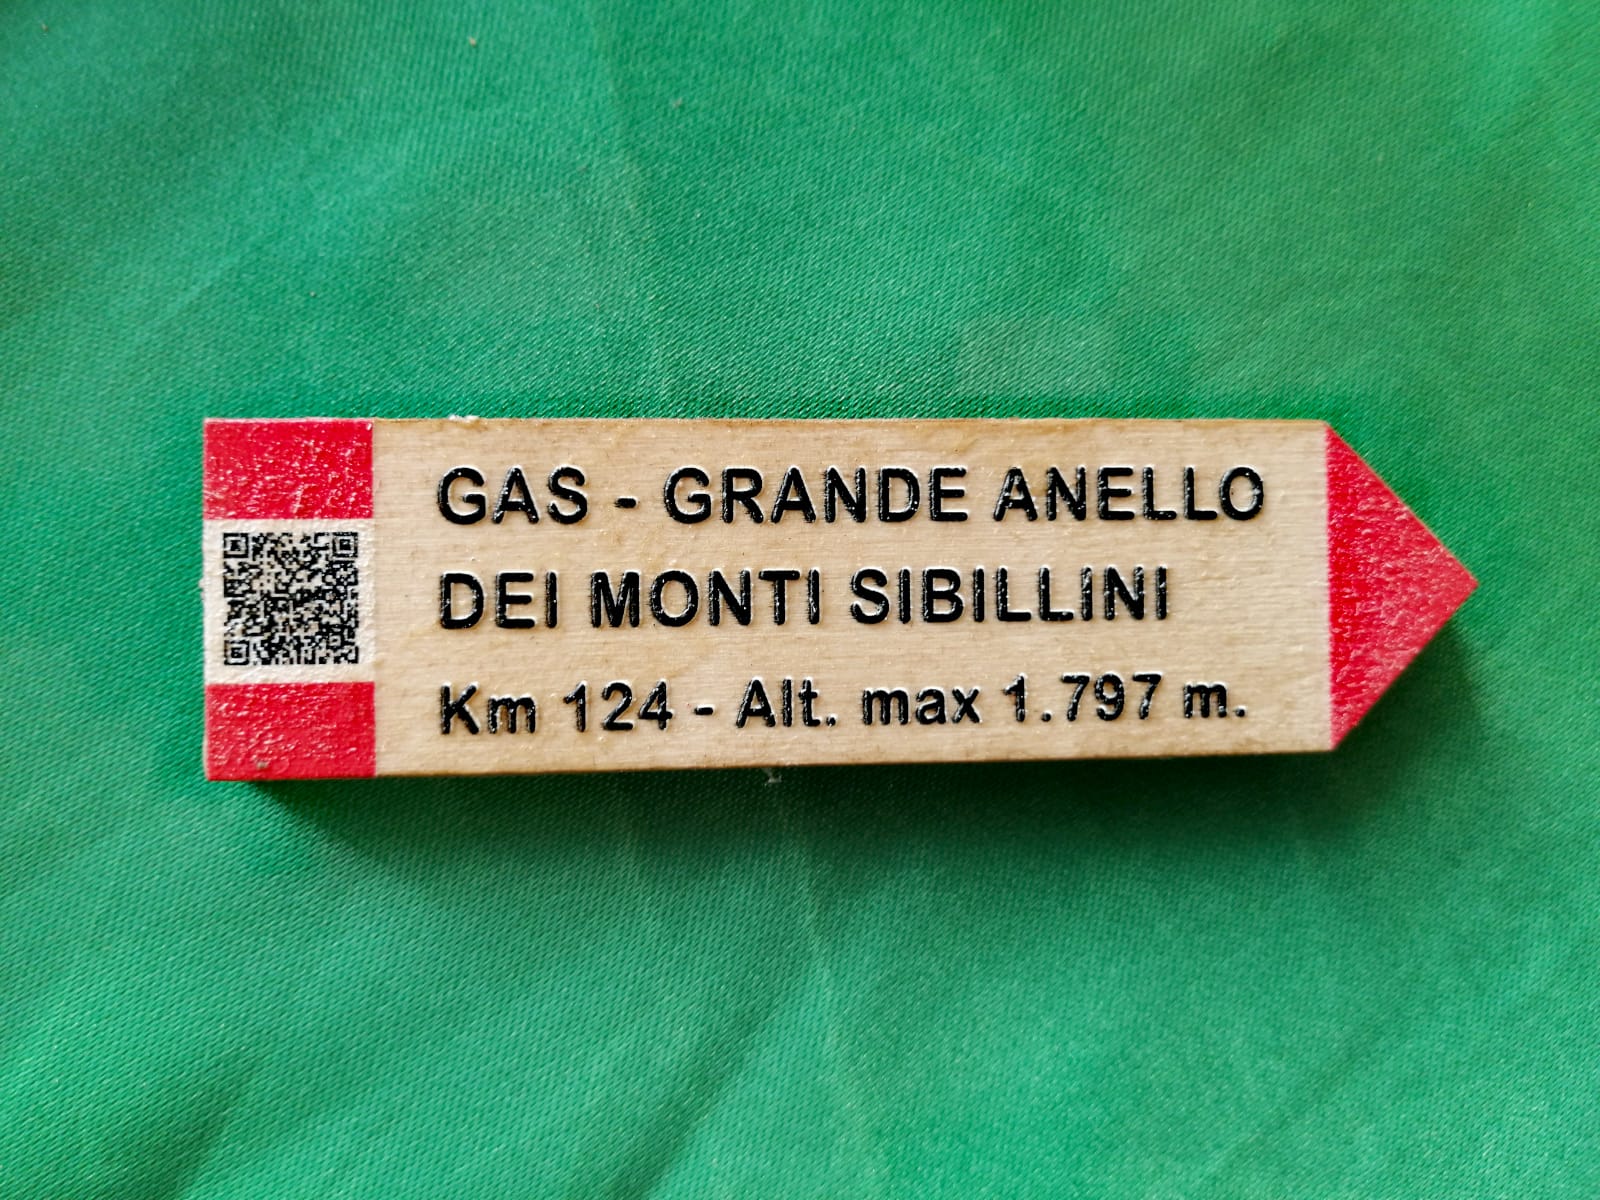 GAS - GRANDE ANELLO
DEI MONTI SIBILLINI
Km 124 - Alt. max 1.797 m.